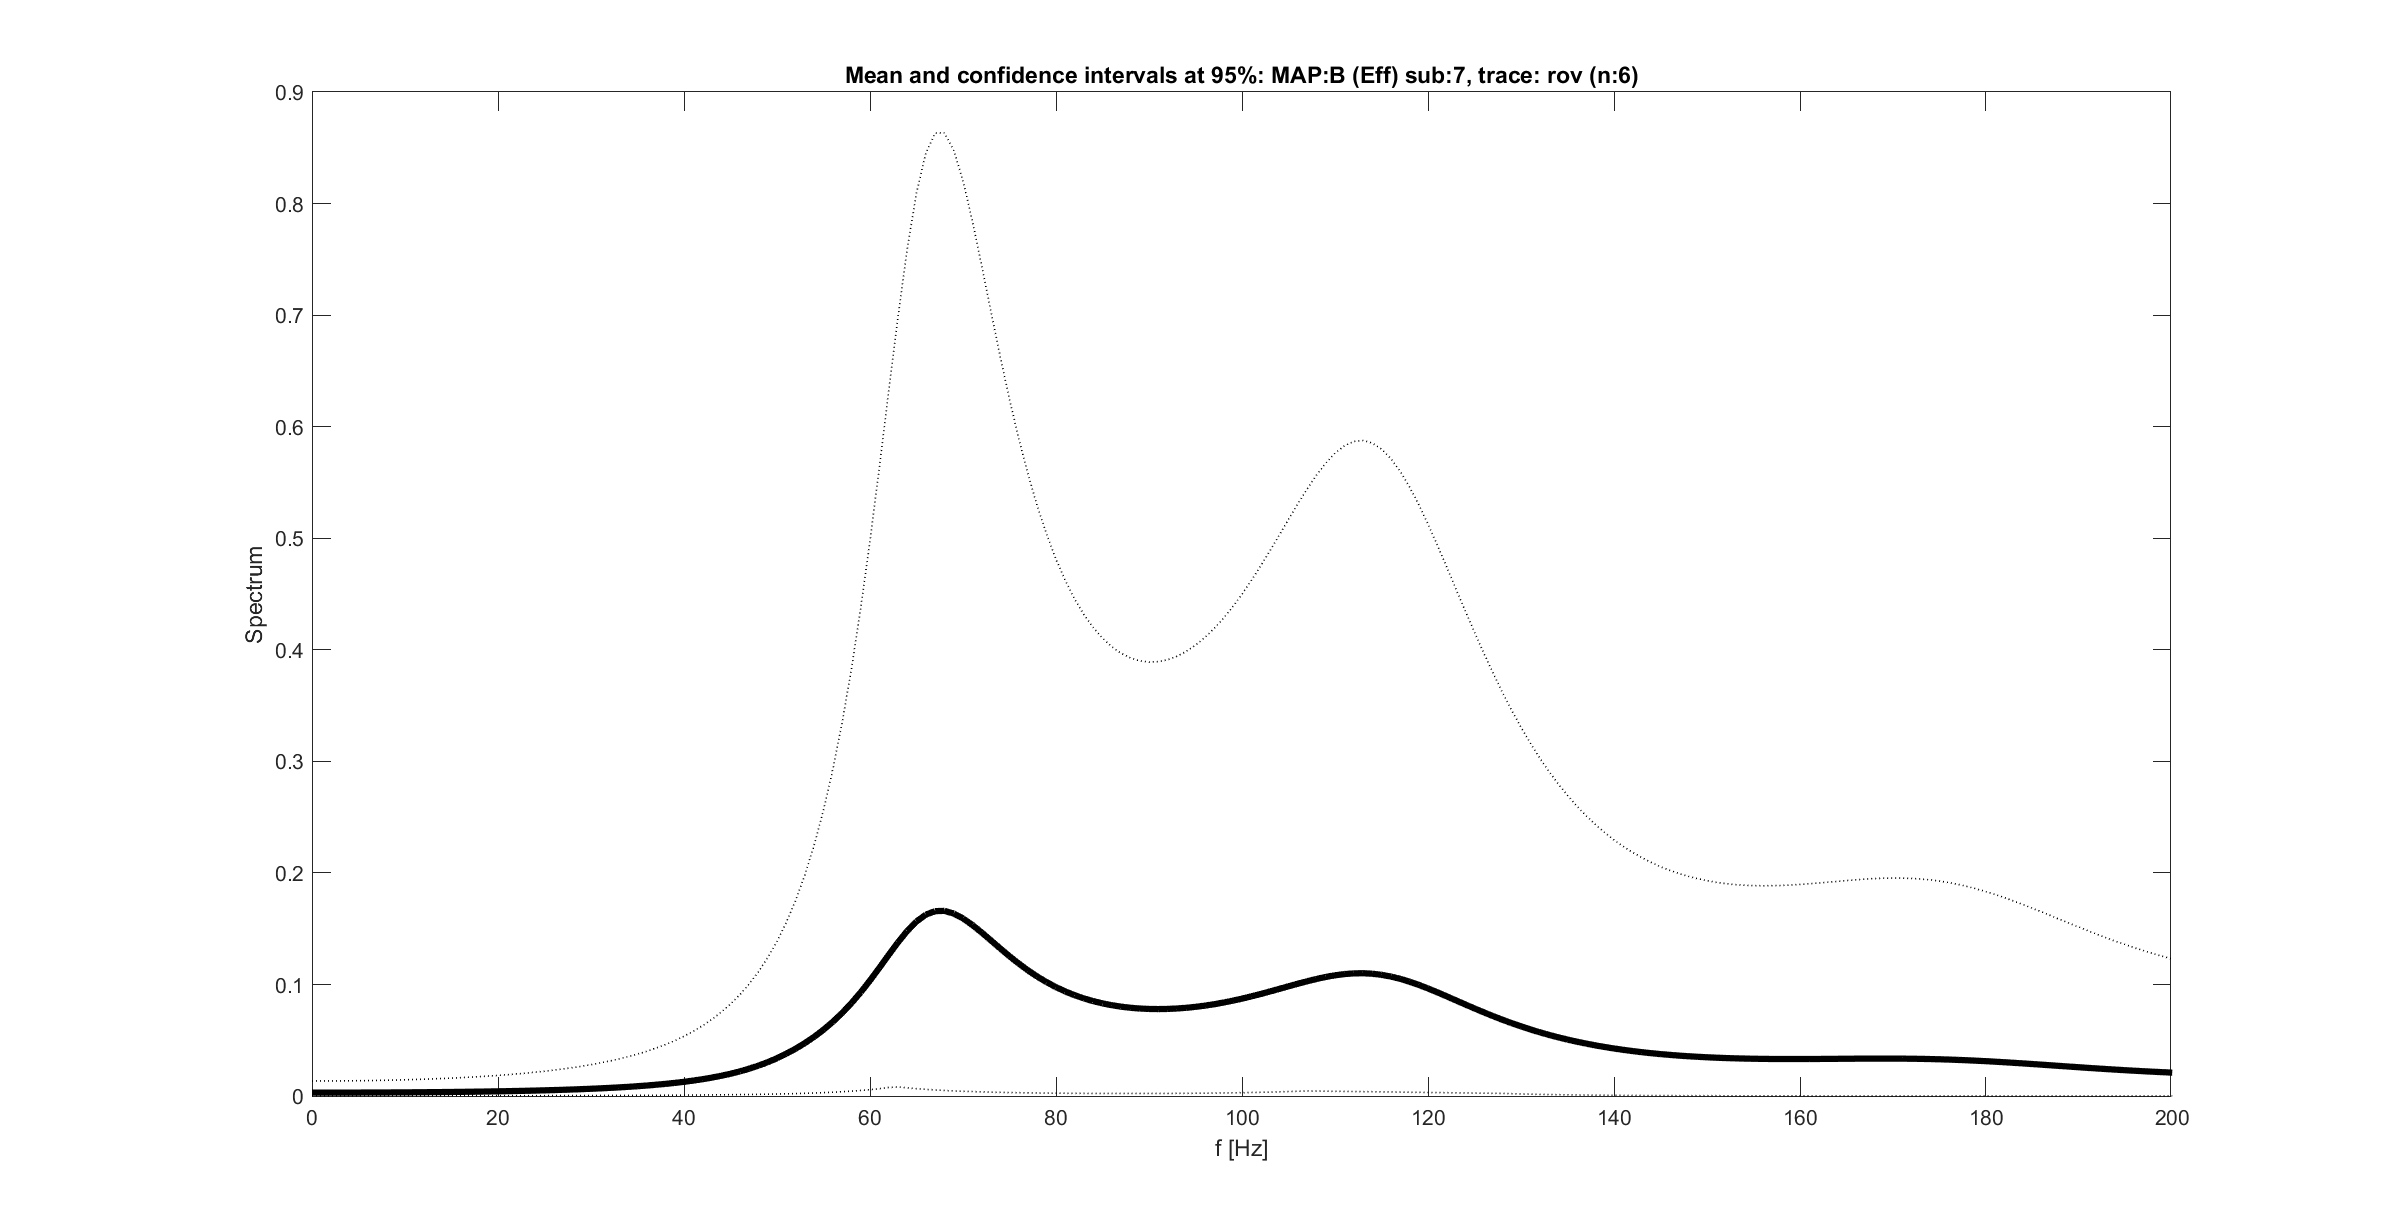 Mean and confidence intervals at 95%: MAP:B (Eff) sub:7, trace: rov (n:6)
0.9
0.8
0.7
0.6
0.5
0.4
0.3
0.2
0.1
0
Spectrum
0 20 40 60 80 100 120 140 160 180 200
f [Hz]